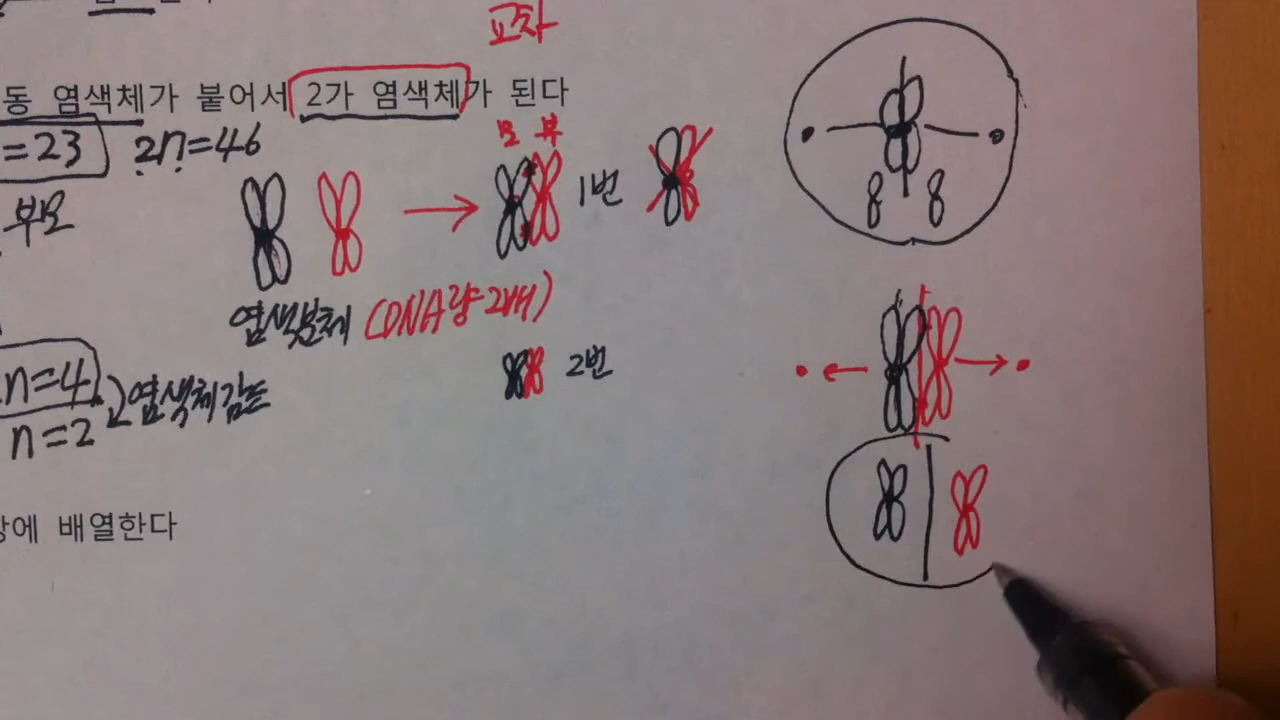 교차
동 염색체가 붙어서 2가 염색체가 된다
=23 2n=46
모 부
1번
부모
염색분체 (DNA량 2배)
2번
n=4
염색체감소
n=2
상에 배열한다